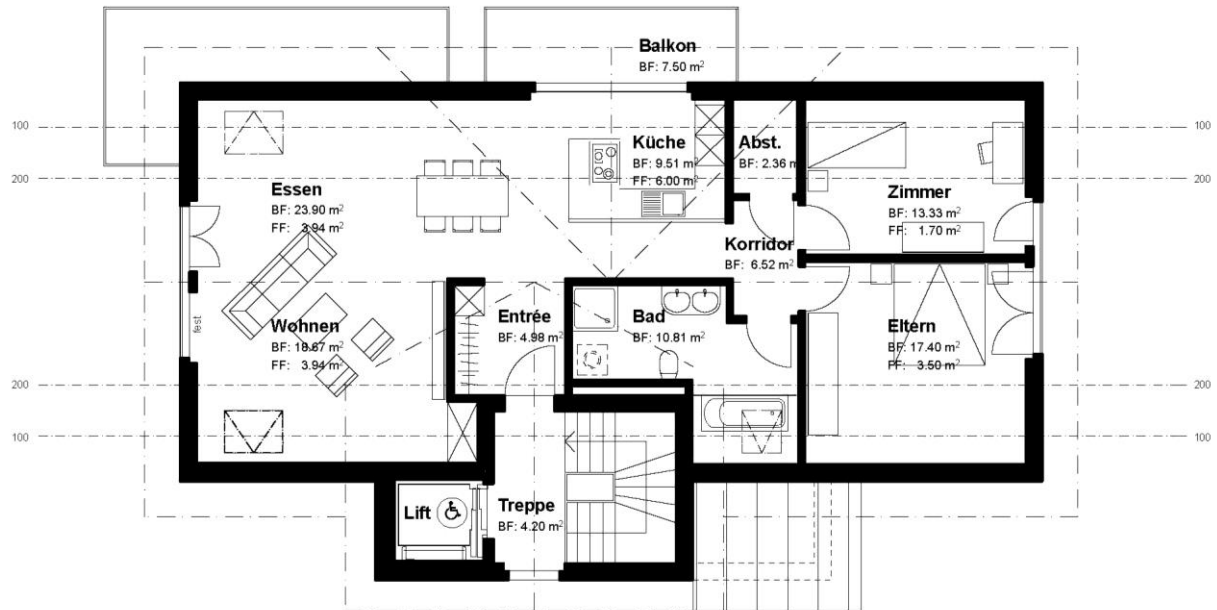 Balkon
BF: 7.50 m²
100
100
Küche
BF: 9.51 m²
FF: 6.00 m²
Abst.
BF: 2.36 m
200
200
Essen
BF: 23.90 m²
FF: 3.94 m²
Zimmer
BF: 13.33 m²
FF: 1.70 m²
Korridor
BF: 6.52 m²
fest
Wohnen
BF: 18.67 m²
FF: 3.94 m²
Entrée
BF: 4.98 m²
Bad
BF: 10.81 m²
Eltern
BF: 17.40 m²
FF: 3.50 m²
200
200
100
100
Lift
Treppe
BF: 4.20 m²